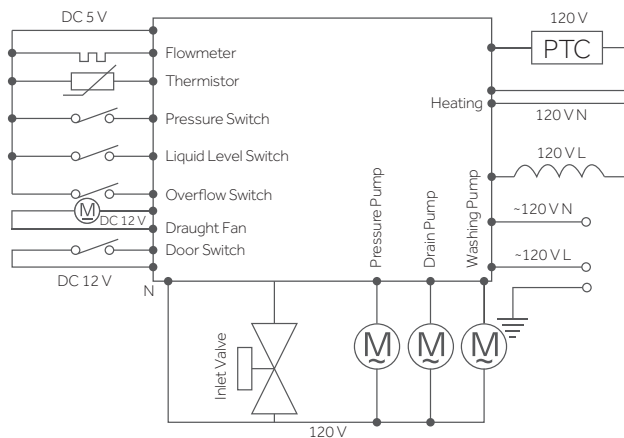 DC 5 V
Flowmeter
Thermistor
Pressure Switch
Liquid Level Switch
Overflow Switch
M
DC 12 V
Draught Fan
Door Switch
DC 12 V
N
120 V
PTC
Heating
120 V N
120 V L
~120 V N
~120 V L
Pressure Pump
Drain Pump
Washing Pump
Inlet Valve
M
~
M
~
M
~
120 V